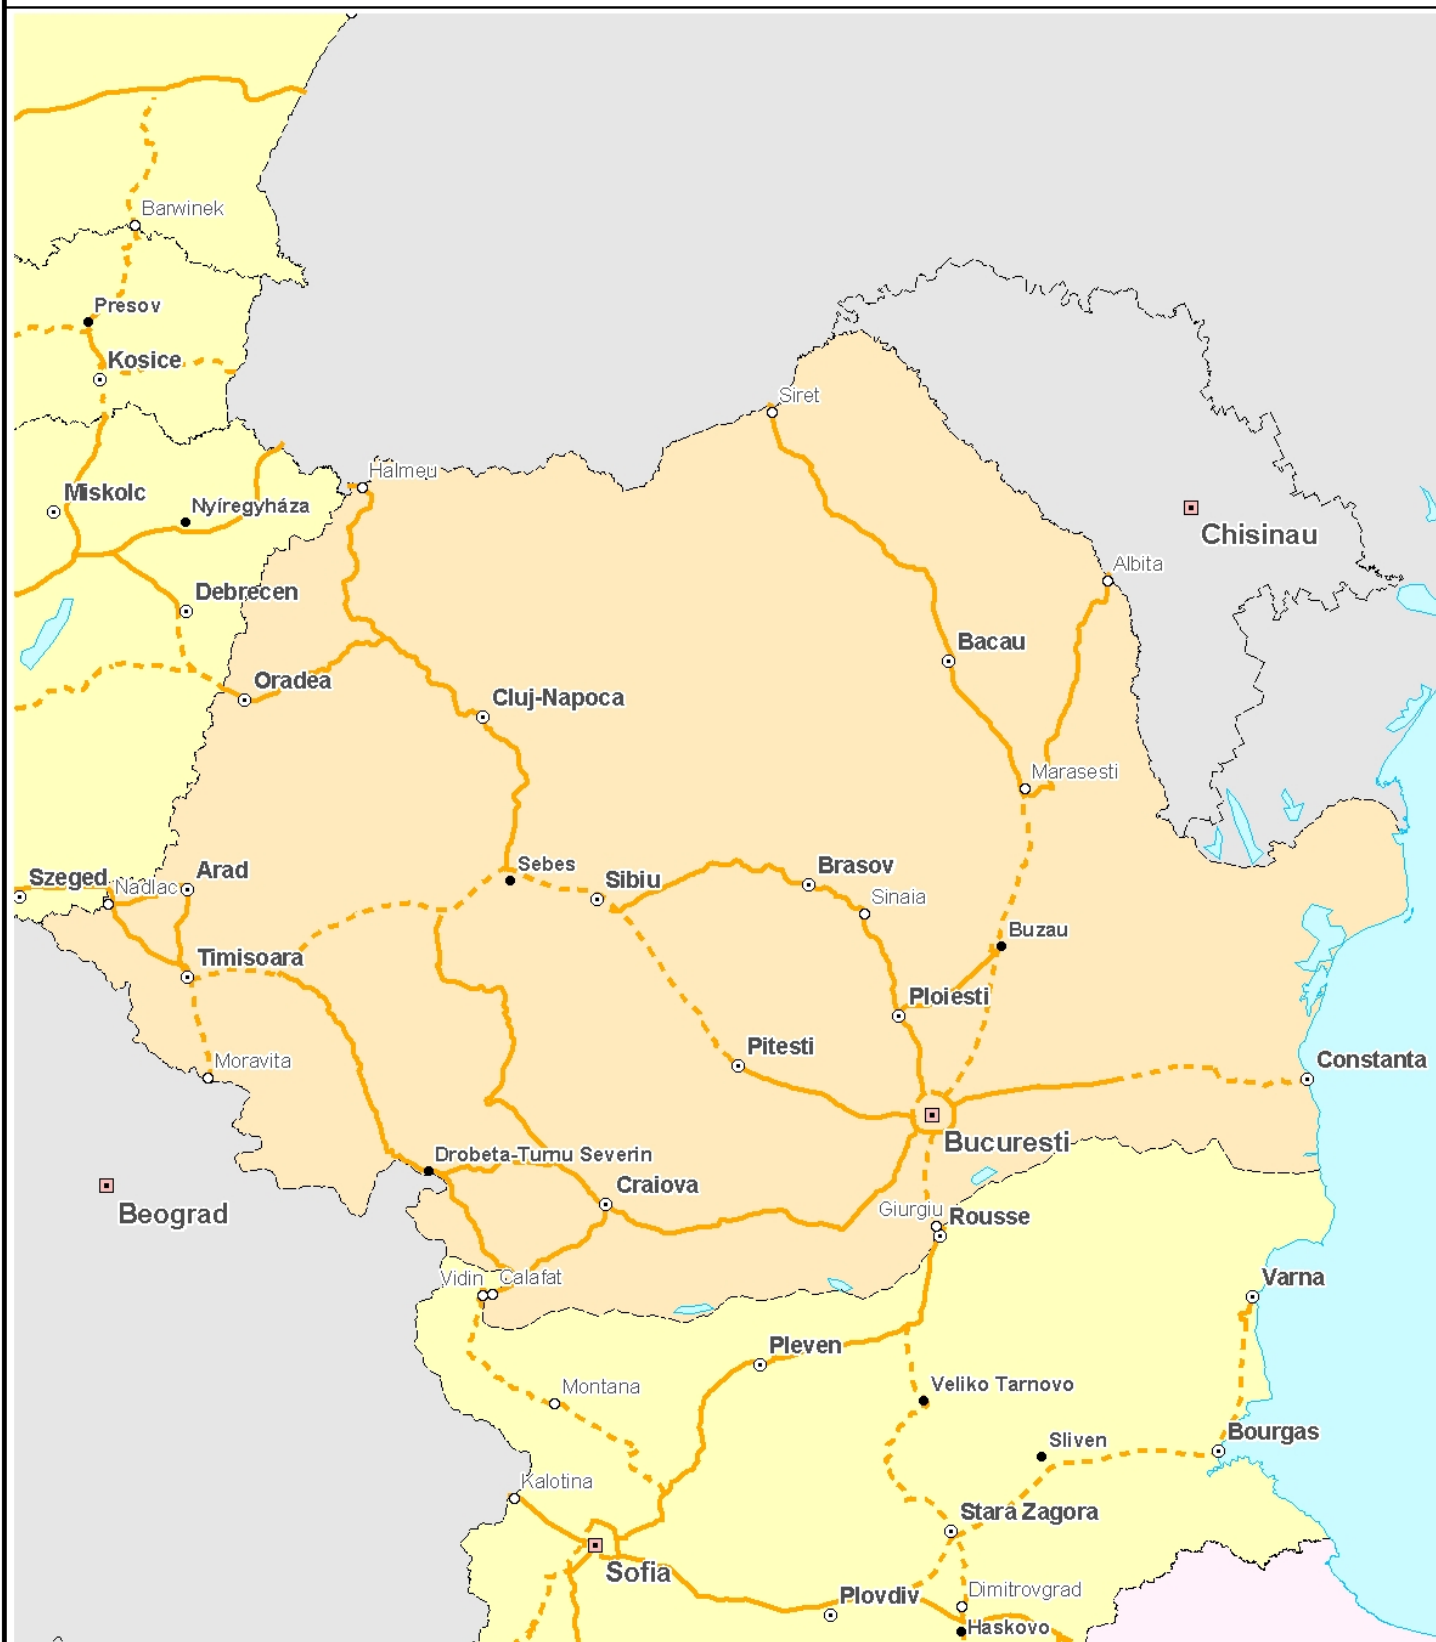 Barwinek
Presov
Kosice
Siret
Halmeu
Miskolc
Nyíregyháza
Chisinau
Albita
Debrecen
Bacau
Oradea
Cluj-Napoca
Marasesti
Szeged
Nadlac
Arad
Sebes
Sibiu
Brasov
Sinaia
Buzau
Timisoara
Ploiesti
Pitesti
Moravita
Constanta
Bucuresti
Drobeta-Turnu Severin
Craiova
Beograd
Giurgiu
Rousse
Vidin
Calafat
Varna
Pleven
Montana
Veliko Tarnovo
Bourgas
Sliven
Kalotina
Stara Zagora
Sofia
Plovdiv
Dimitrovgrad
Haskovo